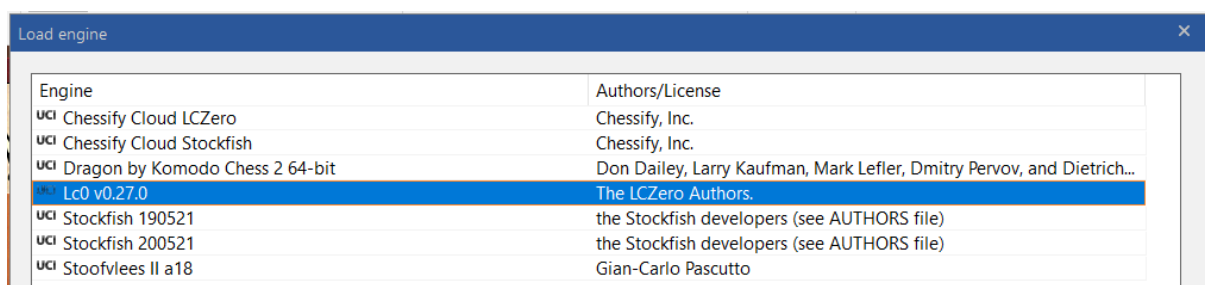 Load engine
Engine Authors/License
UCI Chessify Cloud LCZero Chessify, Inc.
UCI Chessify Cloud Stockfish Chessify, Inc.
UCI Dragon by Komodo Chess 2 64-bit Don Dailey, Larry Kaufman, Mark Lefler, Dmitry Pervov, and Dietrich...
Lc0 v0.27.0 The LCZero Authors.
UCI Stockfish 190521 the Stockfish developers (see AUTHORS file)
UCI Stockfish 200521 the Stockfish developers (see AUTHORS file)
UCI Stoofvlees II a18 Gian-Carlo Pascutto